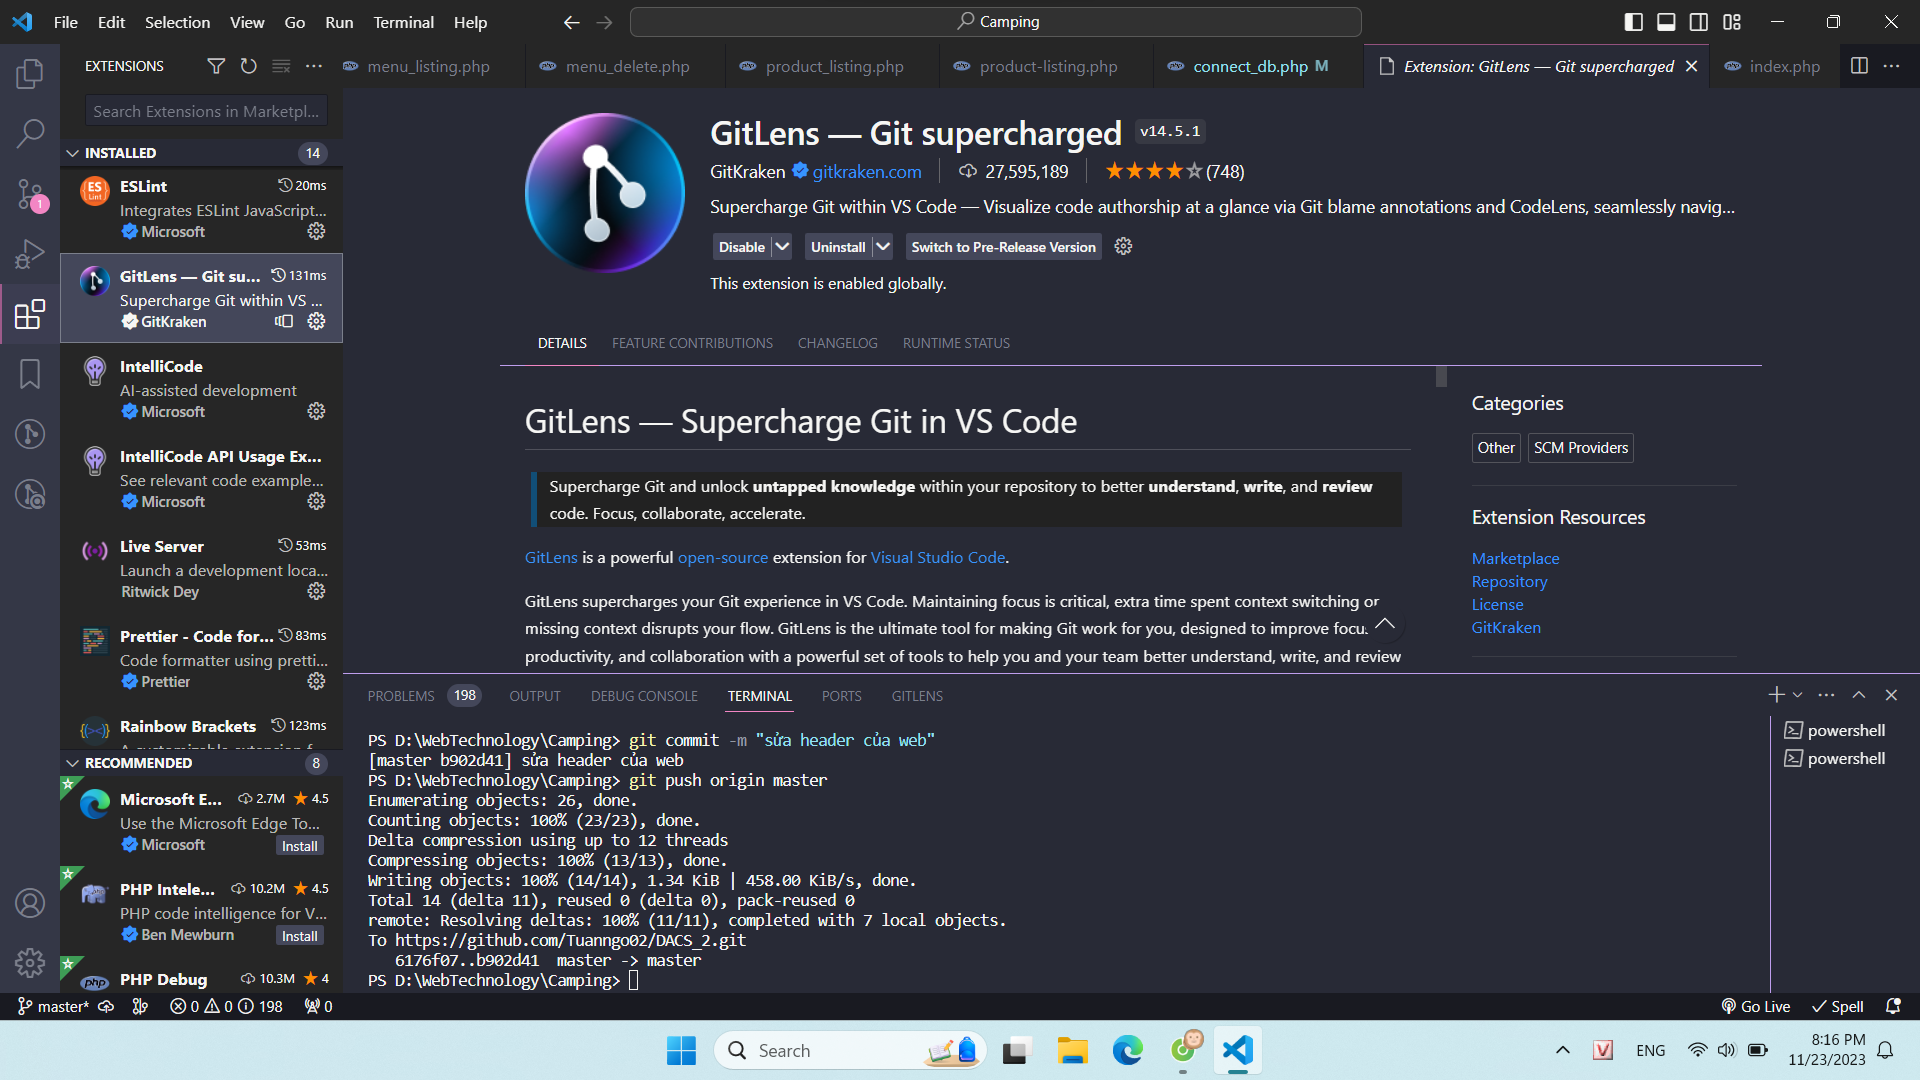 File Edit Selection View Go Run Terminal Help
Camping
EXTENSIONS
menu_listing.php
menu_delete.php
product_listing.php
product-listing.php
connect_db.php M
Extension: GitLens — Git supercharged
index.php
Search Extensions in Marketpl...
INSTALLED 14
ESLint 20ms
Integrates ESLint JavaScript...
Microsoft
GitLens — Git su... 131ms
Supercharge Git within VS ...
GitKraken
IntelliCode
AI-assisted development
Microsoft
IntelliCode API Usage Ex...
See relevant code example...
Microsoft
Live Server 53ms
Launch a development loca...
Ritwick Dey
Prettier - Code for... 83ms
Code formatter using pretti...
Prettier
Rainbow Brackets 123ms
RECOMMENDED 8
Microsoft E... 2.7M 4.5
Use the Microsoft Edge To...
Microsoft Install
PHP Intele... 10.2M 4.5
PHP code intelligence for V...
Ben Mewburn Install
PHP Debug 10.3M 4
1
GitLens — Git supercharged v14.5.1
GitKraken gitkraken.com 27,595,189 (748)
Supercharge Git within VS Code — Visualize code authorship at a glance via Git blame annotations and CodeLens, seamlessly navig...
Disable Uninstall Switch to Pre-Release Version
This extension is enabled globally.
DETAILS FEATURE CONTRIBUTIONS CHANGELOG RUNTIME STATUS
GitLens — Supercharge Git in VS Code
Supercharge Git and unlock untapped knowledge within your repository to better understand, write, and review
code. Focus, collaborate, accelerate.
GitLens is a powerful open-source extension for Visual Studio Code.
GitLens supercharges your Git experience in VS Code. Maintaining focus is critical, extra time spent context switching or
missing context disrupts your flow. GitLens is the ultimate tool for making Git work for you, designed to improve focu
productivity, and collaboration with a powerful set of tools to help you and your team better understand, write, and review
Categories
Other SCM Providers
Extension Resources
Marketplace
Repository
License
GitKraken
PROBLEMS 198 OUTPUT DEBUG CONSOLE TERMINAL PORTS GITLENS
PS D:\WebTechnology\Camping> git commit -m "sửa header của web"
[master b902d41] sửa header của web
PS D:\WebTechnology\Camping> git push origin master
Enumerating objects: 26, done.
Counting objects: 100% (23/23), done.
Delta compression using up to 12 threads
Compressing objects: 100% (13/13), done.
Writing objects: 100% (14/14), 1.34 KiB | 458.00 KiB/s, done.
Total 14 (delta 11), reused 0 (delta 0), pack-reused 0
remote: Resolving deltas: 100% (11/11), completed with 7 local objects.
To https://github.com/Tuanngo02/DACS_2.git
6176f07..b902d41 master -> master
PS D:\WebTechnology\Camping>
powershell
powershell
master* 0 0 198 0
Go Live Spell
Search
ENG
8:16 PM
11/23/2023